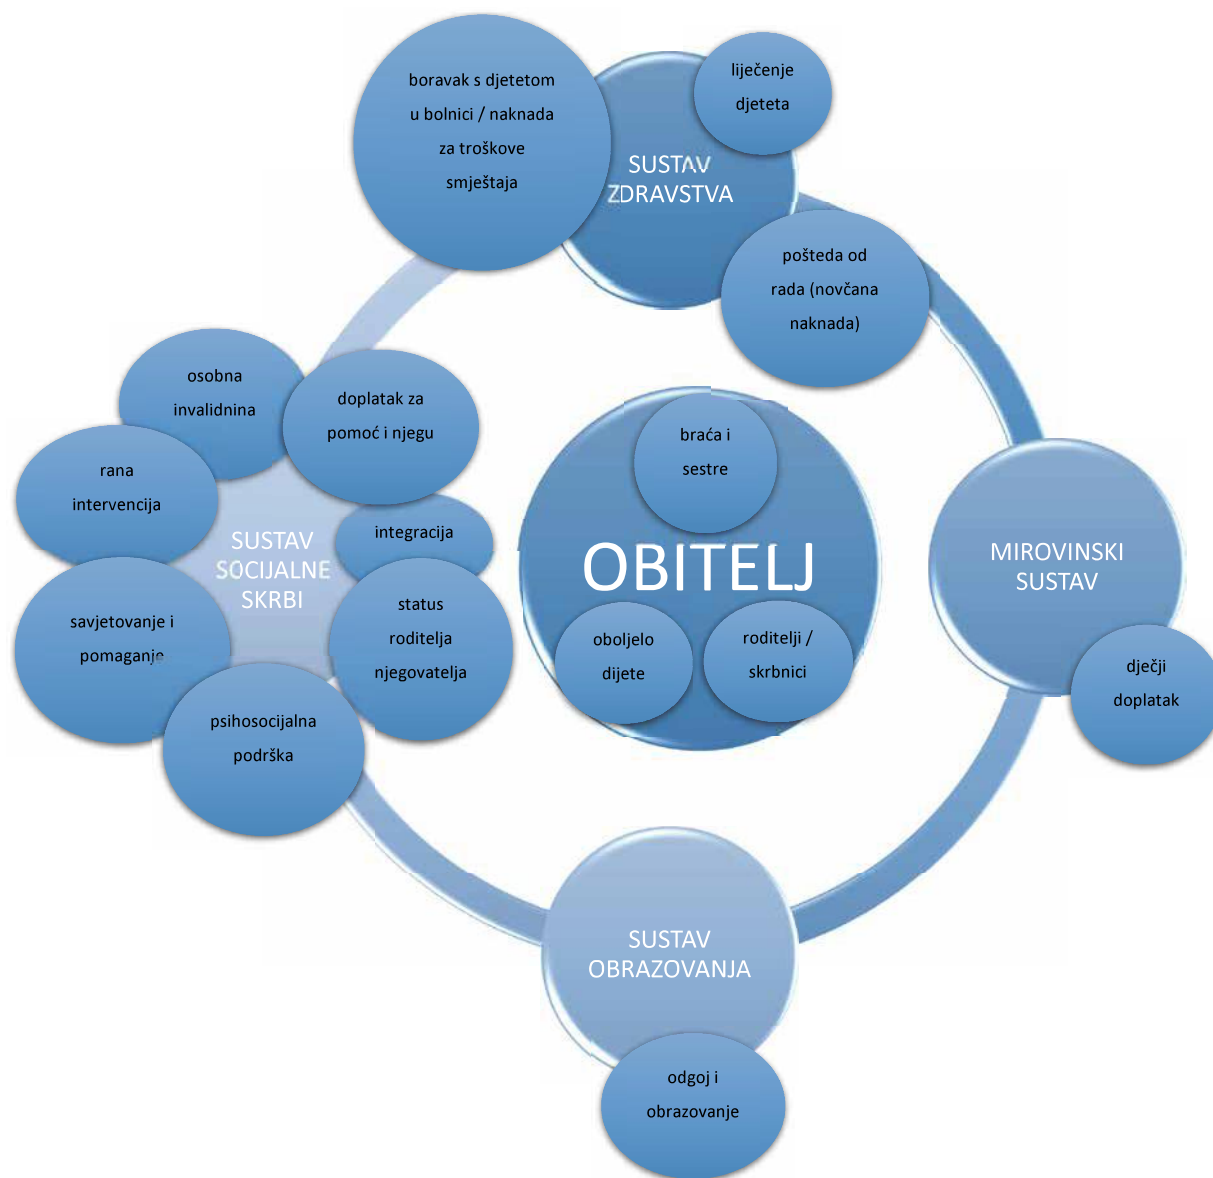 boravak s djetetom
u bolnici / naknada
za troškove
smještaja
liječenje
djeteta
SUSTAV
ZDRAVSTVA
pošteda od
rada (novčana
naknada)
osobna
invalidnina
doplatak za
pomoć i njegu
rana
intervencija
integracija
SUSTAV
SOCIJALNE
SKRBI
savjetovanje i
pomaganje
status
roditelja
njegovatelja
psihosocijalna
podrška
braća i
sestre
OBITELJ
oboljelo
dijete
roditelji /
skrbnici
MIROVINSKI
SUSTAV
dječji
doplatak
SUSTAV
OBRAZOVANJA
odgoj i
obrazovanje